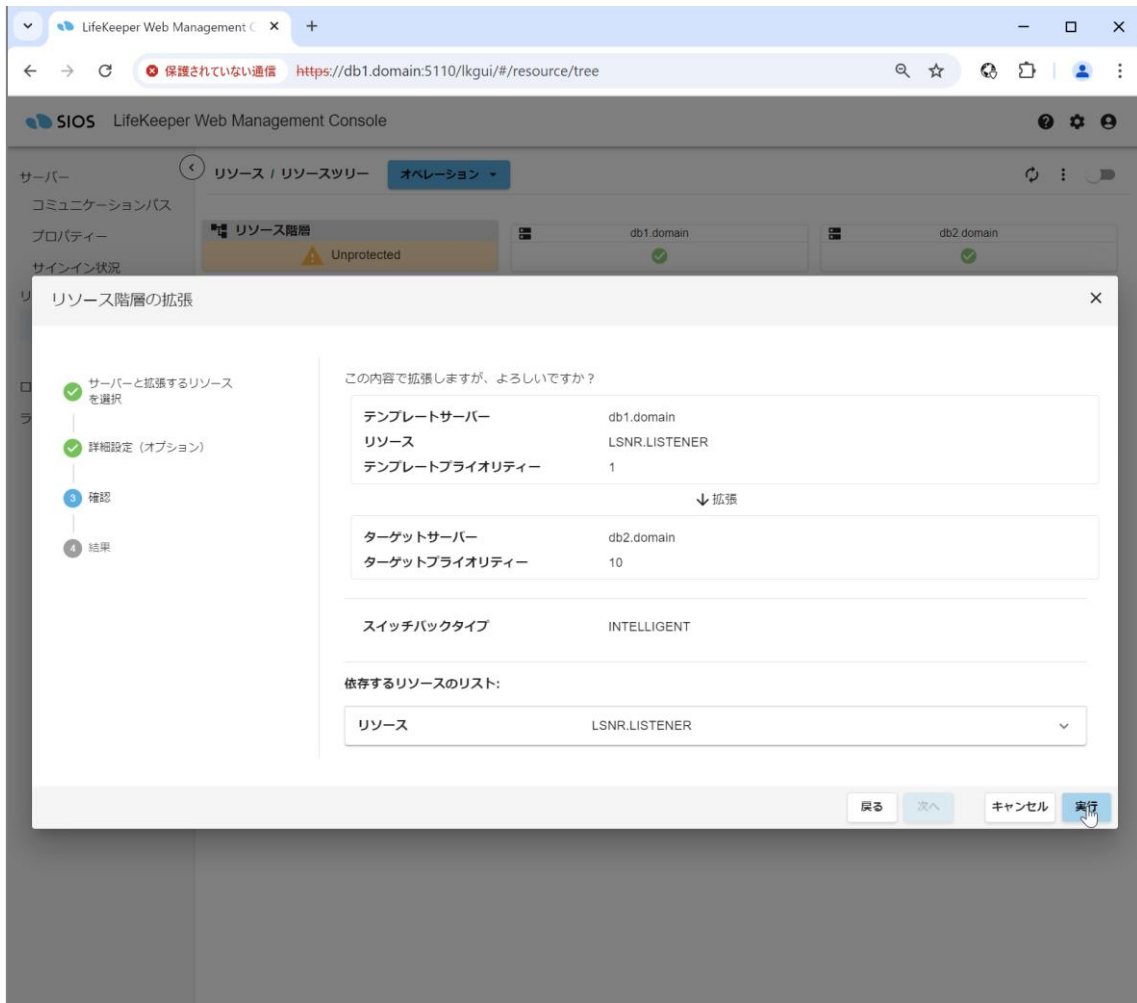 LifeKeeper Web Management C
保護されていない通信 https://db1.domain:5110/lkgui/#/resource/tree
SIOS LifeKeeper Web Management Console
サーバー
コミュニケーションパス
プロパティー
サインイン状況
リソース / リソースツリー オペレーション
リソース階層 db1.domain db2.domain
Unprotected
リ
ロ
ラ
リソース階層の拡張
サーバーと拡張するリソース
を選択
詳細設定（オプション）
3 確認
4 結果
この内容で拡張しますが、よろしいですか？
テンプレートサーバー db1.domain
リソース LSNR.LISTENER
テンプレートプライオリティー 1
拡張
ターゲットサーバー db2.domain
ターゲットプライオリティー 10
スイッチバックタイプ INTELLIGENT
依存するリソースのリスト:
リソース LSNR.LISTENER
戻る 次へ キャンセル 実行